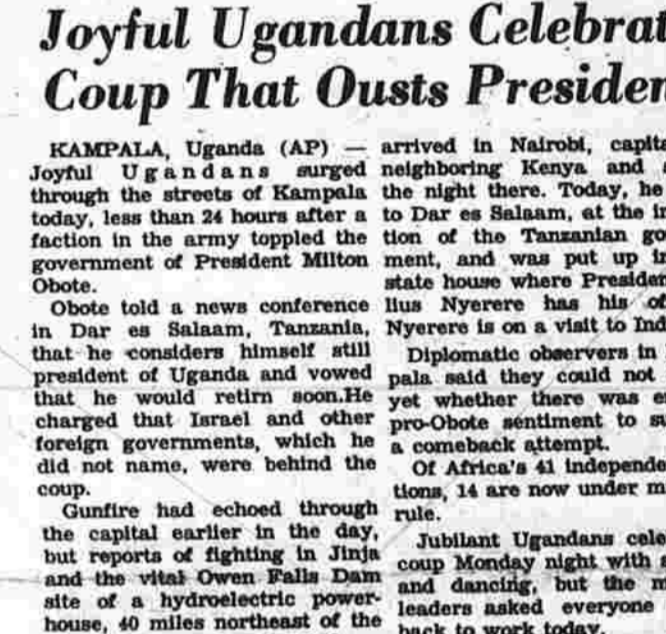 Joyful Ugandans Celebrat
Coup That Ousts Presiden
KAMPALA, Uganda (AP) —
Joyful Ugandans surged
through the streets of Kampala
today, less than 24 hours after a
faction in the army toppled the
government of President Milton
Obote.
Obote told a news conference
in Dar es Salaam, Tanzania,
that he considers himself still
president of Uganda and vowed
that he would retirn soon.He
charged that Israel and other
foreign governments, which he
did not name, were behind the
coup.
Gunfire had echoed through
the capital earlier in the day,
but reports of fighting in Jinja
and the vital Owen Falls Dam
site of a hydroelectric power-
house, 40 miles northeast of the
arrived in Nairobi, capita
neighboring Kenya and
the night there. Today, he
to Dar es Salaam, at the in
tion of the Tanzanian go
ment, and was put up in
state house where Presiden
lius Nyerere has his o
Nyerere is on a visit to Ind
Diplomatic observers in
pala said they could not
yet whether there was e
pro-Obote sentiment to su
a comeback attempt.
Of Africa's 41 independe
tions, 14 are now under m
rule.
Jubilant Ugandans cele
coup Monday night with
and dancing, but the m
leaders asked everyone
back to work today.